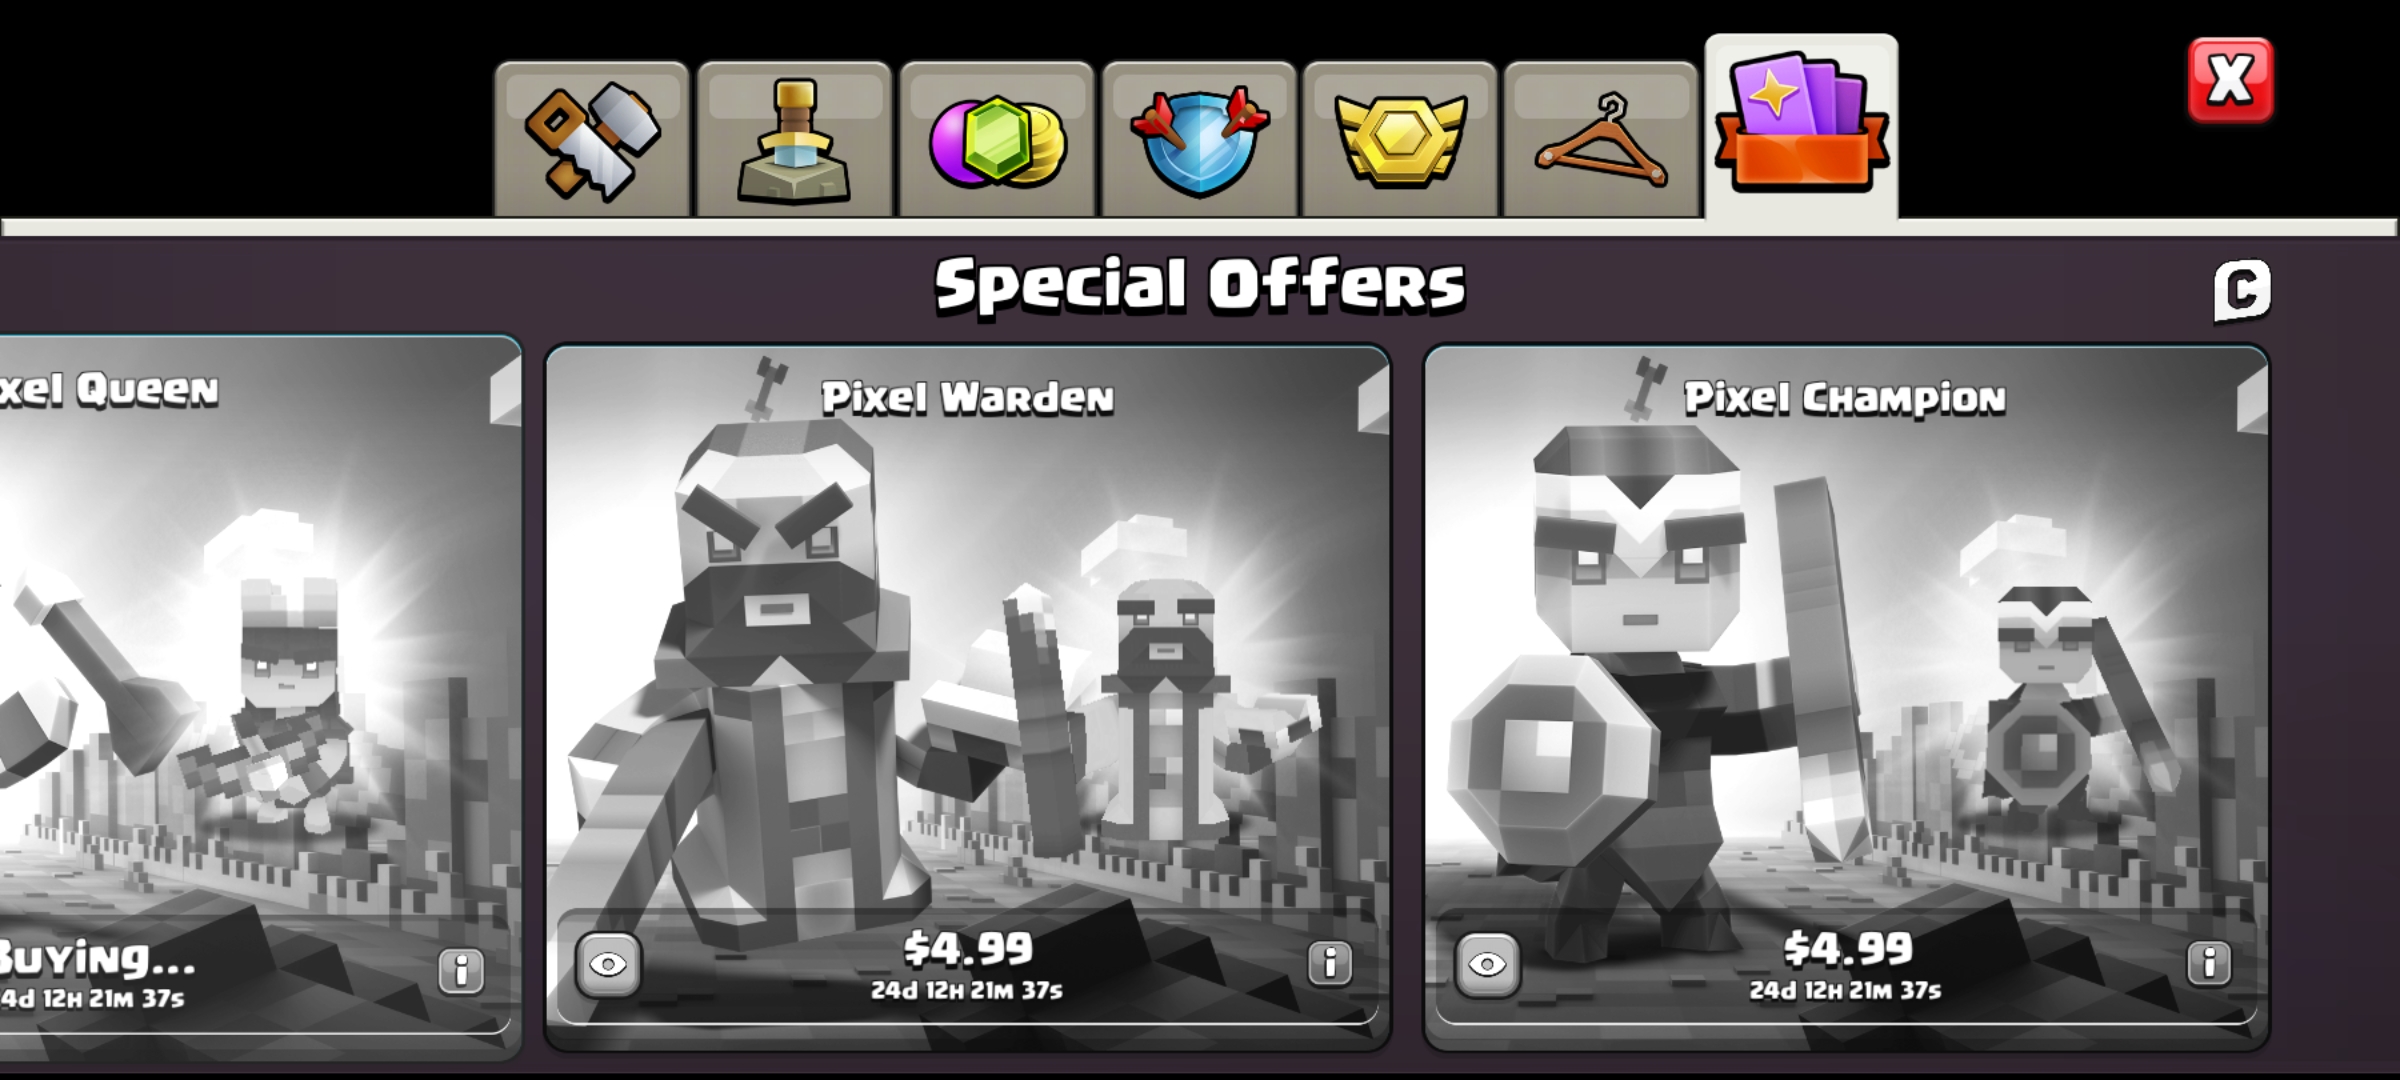 Special Offers
xel Queen
Pixel Warden
Pixel Champion
Buying...
4d 12h 21m 37s
$4.99
24d 12h 21m 37s
$4.99
24d 12h 21m 37s